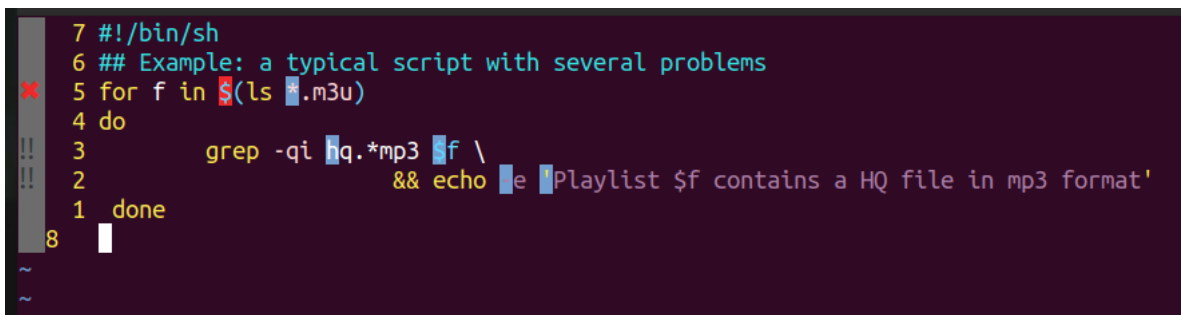 7 #!/bin/sh
6 ## Example: a typical script with several problems
✖ 5 for f in $(ls *.m3u)
4 do
!! 3 grep -qi hq.*mp3 $f \
!! 2 && echo -e 'Playlist $f contains a HQ file in mp3 format'
1 done
8
~
~